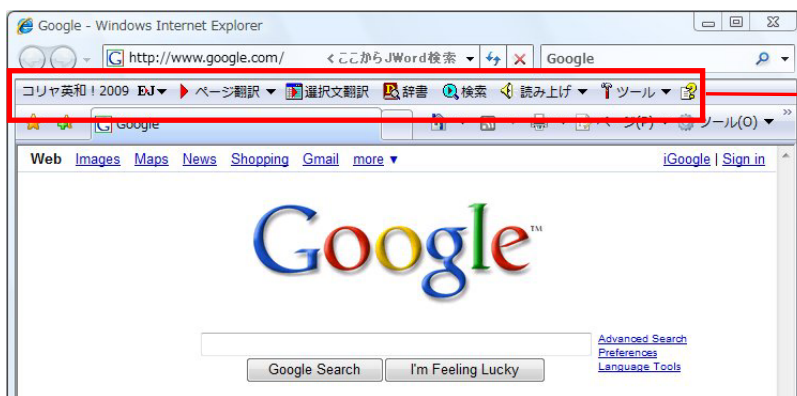 Google - Windows Internet Explorer
http://www.google.com/ くここからJWord検索 Google
コリャ英和！2009 EJ ページ翻訳 選択文翻訳 辞書 検索 読み上げ ツール
Google ツール(O)
Web Images Maps News Shopping Gmail more iGoogle | Sign in
Google™
Advanced Search
Preferences
Language Tools
Google Search I'm Feeling Lucky